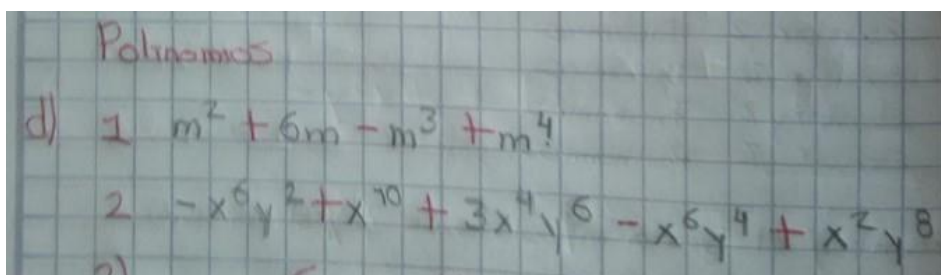 Polinomios
d) 1 m² + 6m - m³ + m⁴.
2 - x⁶y² + x¹⁰ + 3x⁴y⁶ - x⁶y⁴ + x²y⁸